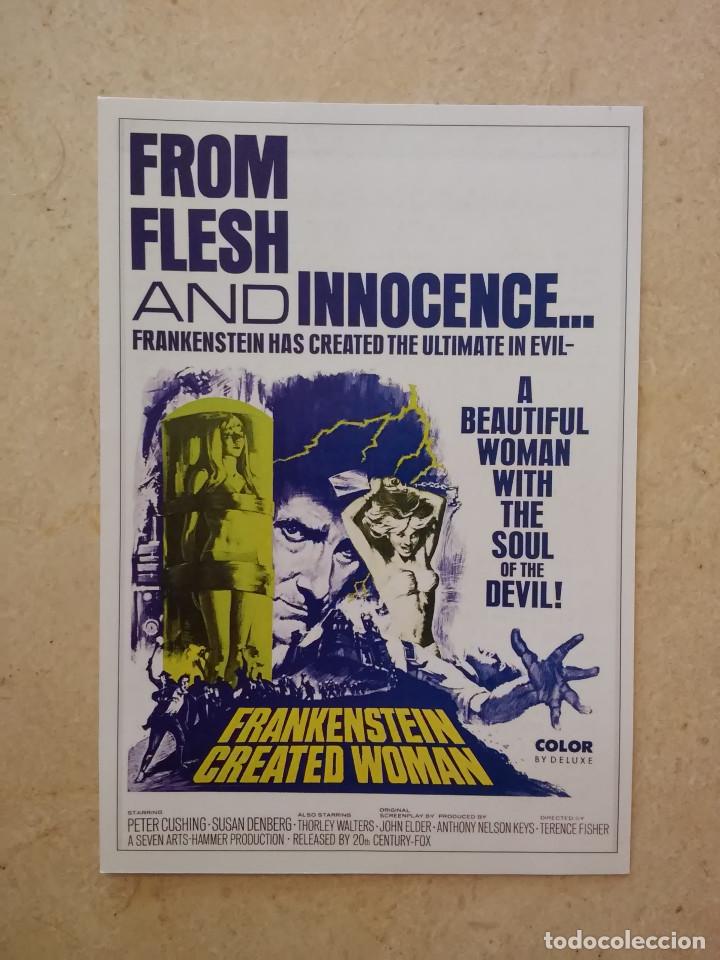 FROM
FLESH
AND INNOCENCE...
FRANKENSTEIN HAS CREATED THE ULTIMATE IN EVIL-
A
BEAUTIFUL
WOMAN
WITH
THE
SOUL
OF THE
DEVIL!
FRANKENSTEIN
CREATED WOMAN
COLOR
BY DELUXE
STARRING ALSO STARRING ORIGINAL SCREENPLAY BY PRODUCED BY DIRECTED BY
PETER CUSHING · SUSAN DENBERG · THORLEY WALTERS · JOHN ELDER · ANTHONY NELSON KEYS · TERENCE FISHER
A SEVEN ARTS-HAMMER PRODUCTION · RELEASED BY 20th CENTURY-FOX
todocoleccion